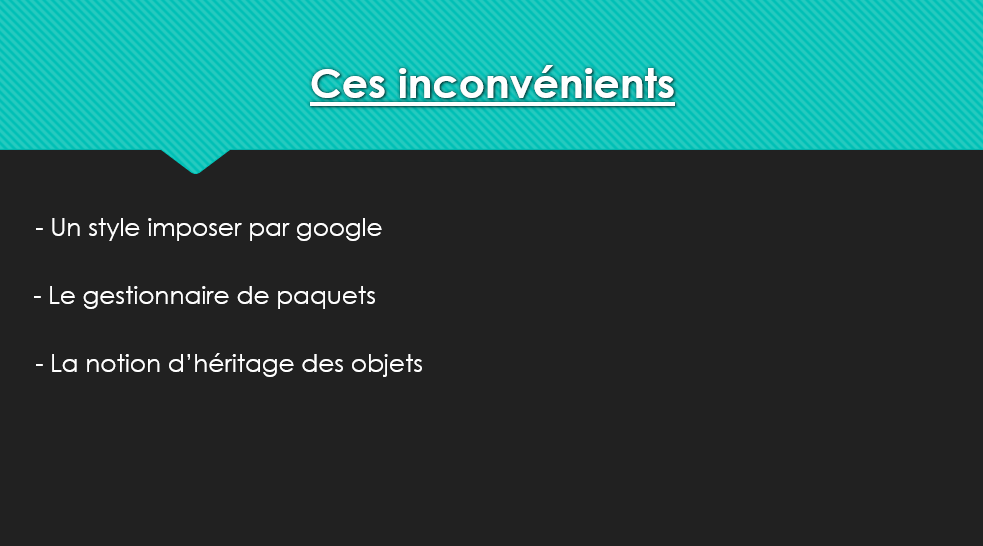 Ces inconvénients
- Un style imposer par google
- Le gestionnaire de paquets
- La notion d’héritage des objets